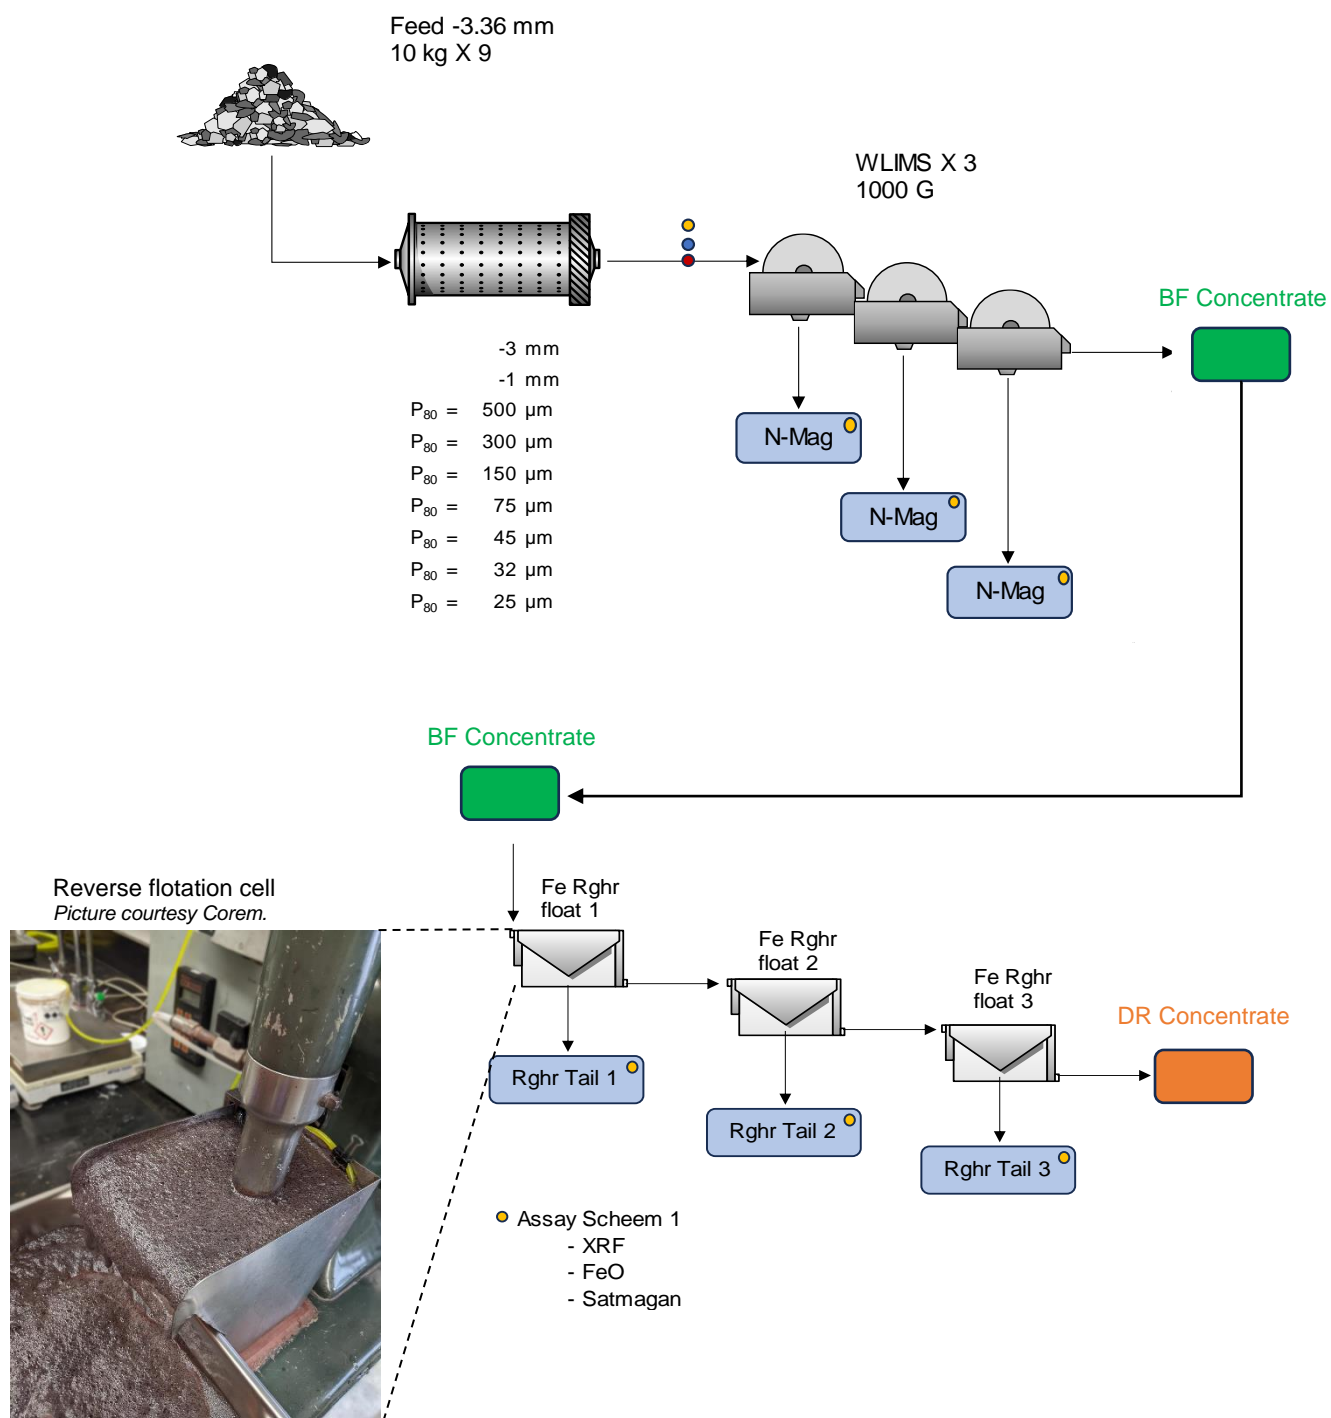 Feed -3.36 mm
10 kg X 9
WLIMS X 3
1000 G
BF Concentrate
-3 mm
-1 mm
P80 = 500 µm
P80 = 300 µm
P80 = 150 µm
P80 = 75 µm
P80 = 45 µm
P80 = 32 µm
P80 = 25 µm
N-Mag
N-Mag
N-Mag
BF Concentrate
Reverse flotation cell
Picture courtesy Corem.
Fe Rghr
float 1
Fe Rghr
float 2
Fe Rghr
float 3
DR Concentrate
Rghr Tail 1
Rghr Tail 2
Rghr Tail 3
Assay Scheem 1
- XRF
- FeO
- Satmagan